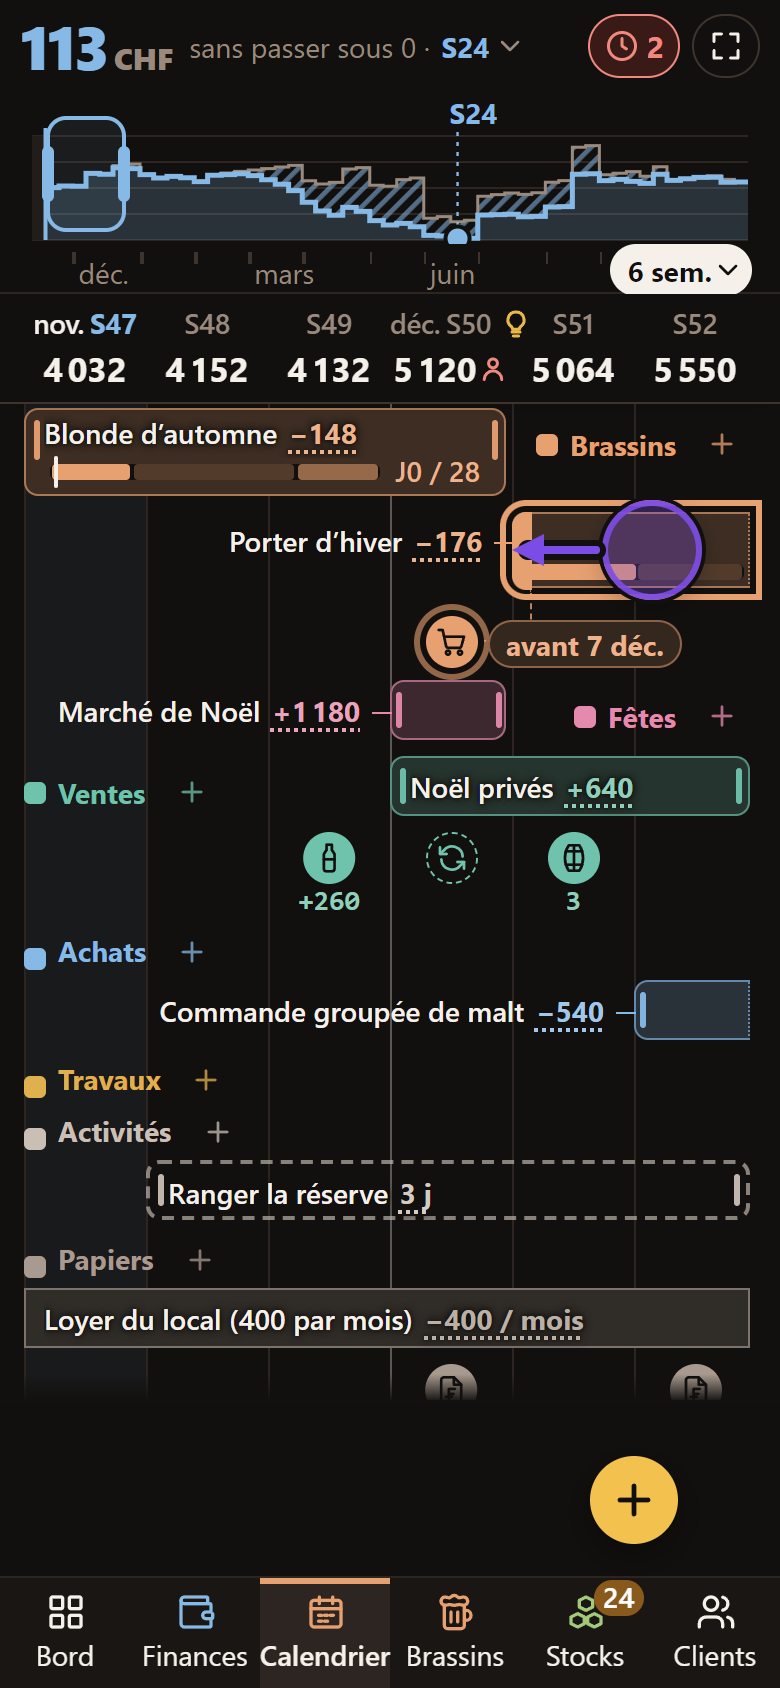 113 CHF sans passer sous 0 · S24
2
S24
déc. mars juin
6 sem.
nov. S47 S48 S49 déc. S50 S51 S52
4 032 4 152 4 132 5 120 5 064 5 550
Blonde d’automne −148
J0 / 28
Brassins +
Porter d’hiver −176
avant 7 déc.
Marché de Noël +1 180
Fêtes +
Ventes +
Noël privés +640
+260 3
Achats +
Commande groupée de malt −540
Travaux +
Activités +
Ranger la réserve 3 j
Papiers +
Loyer du local (400 par mois) −400 / mois
+
24
Bord Finances Calendrier Brassins Stocks Clients